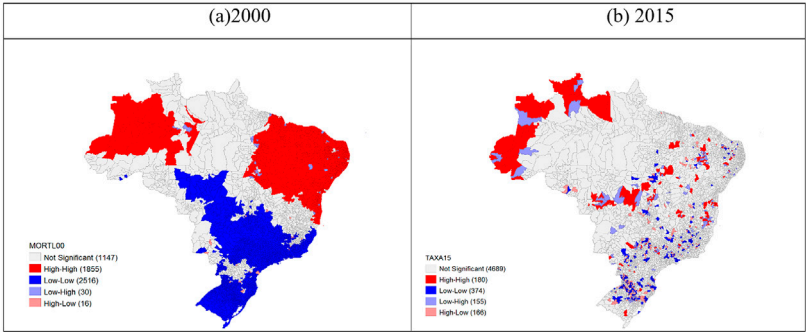 (a)2000
(b) 2015
MORTL00
Not Significant (1147)
High-High (1855)
Low-Low (2516)
Low-High (30)
High-Low (16)
TAXA15
Not Significant (4689)
High-High (180)
Low-Low (374)
Low-High (155)
High-Low (166)